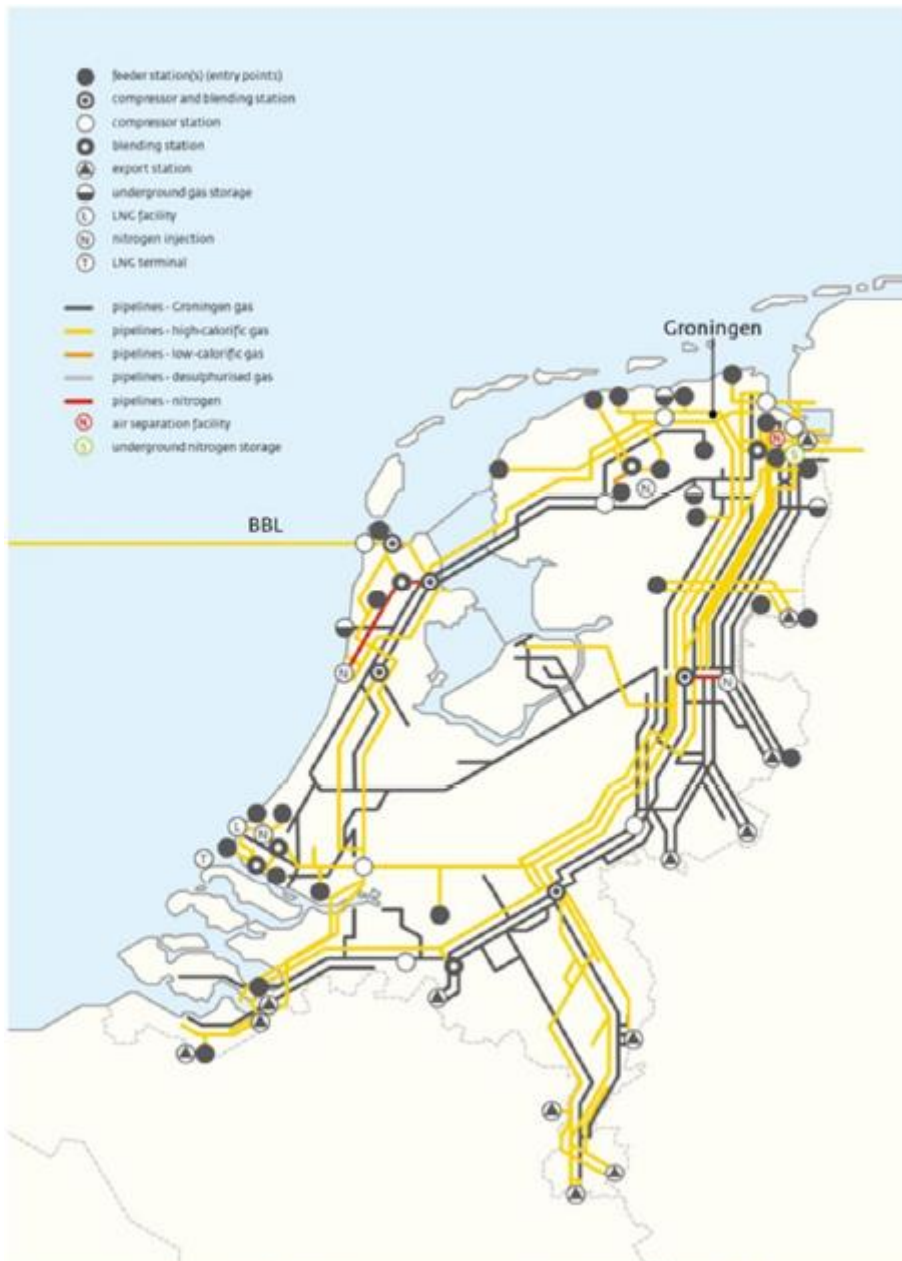 feeder station(s) (entry points)
compressor and blending station
compressor station
blending station
export station
underground gas storage
L LNG facility
N nitrogen injection
T LNG terminal
pipelines - Groningen gas
pipelines - high-calorific gas
pipelines - low-calorific gas
pipelines - desulphurised gas
pipelines - nitrogen
N air separation facility
S underground nitrogen storage
Groningen
N
S
N
BBL
N
N
L
N
T